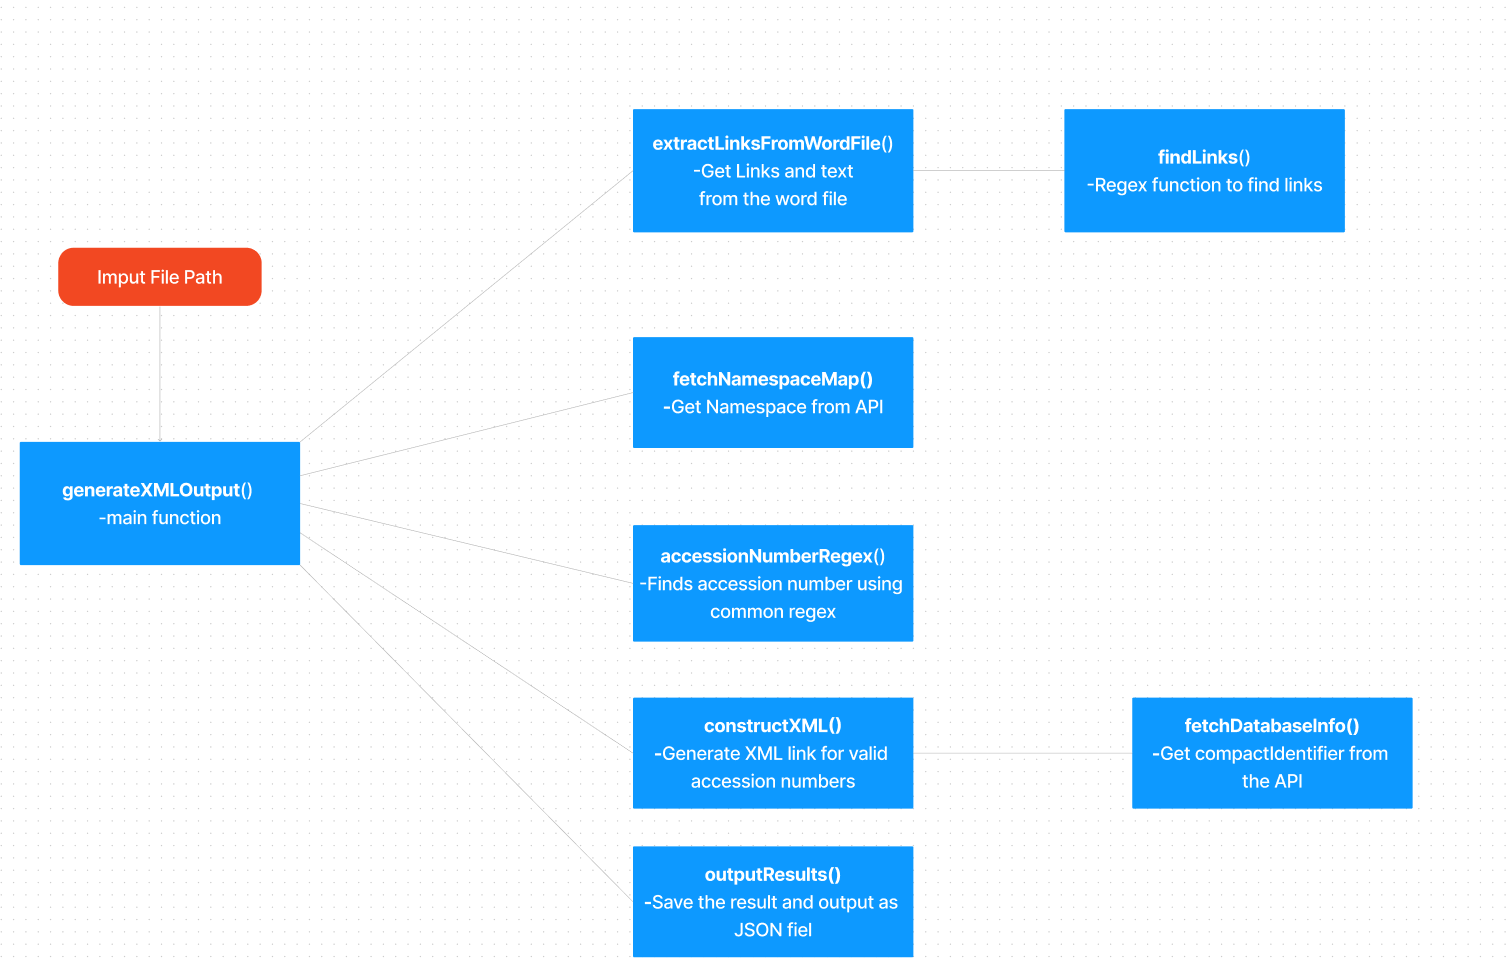 extractLinksFromWordFile()
-Get Links and text
from the word file
findLinks()
-Regex function to find links
Imput File Path
fetchNamespaceMap()
-Get Namespace from API
generateXMLOutput()
-main function
accessionNumberRegex()
-Finds accession number using
common regex
constructXML()
-Generate XML link for valid
accession numbers
fetchDatabaseInfo()
-Get compactIdentifier from
the API
outputResults()
-Save the result and output as
JSON fiel